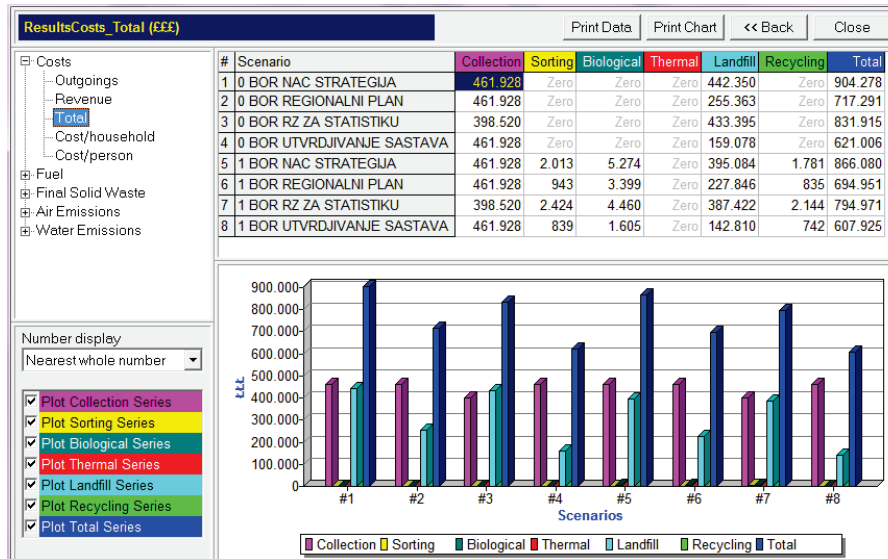 ResultsCosts_Total (£££)
Print Data Print Chart << Back Close
Costs
Outgoings
Revenue
Total
Cost/household
Cost/person
Fuel
Final Solid Waste
Air Emissions
Water Emissions
# Scenario Collection Sorting Biological Thermal Landfill Recycling Total
1 0 BOR NAC STRATEGIJA 461.928 Zero Zero Zero 442.350 Zero 904.278
2 0 BOR REGIONALNI PLAN 461.928 Zero Zero Zero 255.363 Zero 717.291
3 0 BOR RZ ZA STATISTIKU 398.520 Zero Zero Zero 433.395 Zero 831.915
4 0 BOR UTVRDJIVANJE SASTAVA 461.928 Zero Zero Zero 159.078 Zero 621.006
5 1 BOR NAC STRATEGIJA 461.928 2.013 5.274 Zero 395.084 1.781 866.080
6 1 BOR REGIONALNI PLAN 461.928 943 3.399 Zero 227.846 835 694.951
7 1 BOR RZ ZA STATISTIKU 398.520 2.424 4.460 Zero 387.422 2.144 794.971
8 1 BOR UTVRDJIVANJE SASTAVA 461.928 839 1.605 Zero 142.810 742 607.925
Number display
Nearest whole number
Plot Collection Series
Plot Sorting Series
Plot Biological Series
Plot Thermal Series
Plot Landfill Series
Plot Recycling Series
Plot Total Series
£££
900.000
800.000
700.000
600.000
500.000
400.000
300.000
200.000
100.000
0
#1 #2 #3 #4 #5 #6 #7 #8
Scenarios
Collection Sorting Biological Thermal Landfill Recycling Total